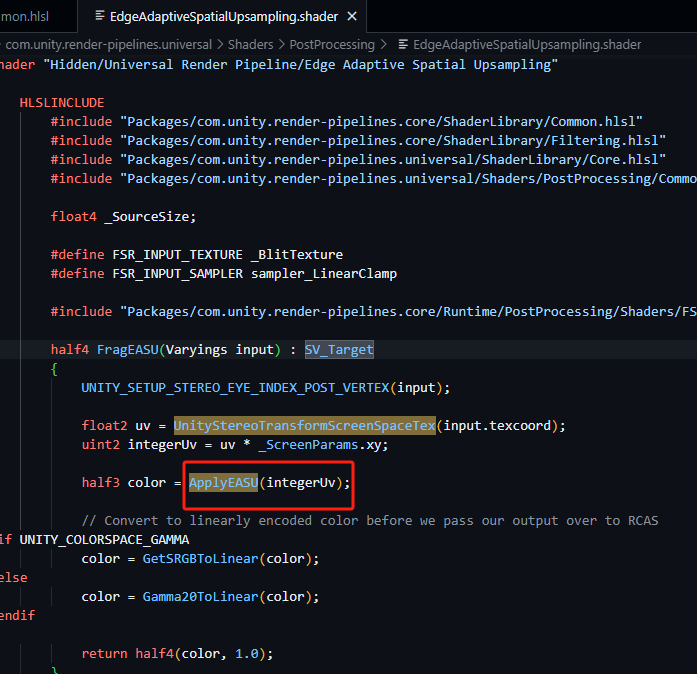 mon.hlsl
EdgeAdaptiveSpatialUpsampling.shader
com.unity.render-pipelines.universal > Shaders > PostProcessing > EdgeAdaptiveSpatialUpsampling.shader
hader "Hidden/Universal Render Pipeline/Edge Adaptive Spatial Upsampling"
HLSLINCLUDE
#include "Packages/com.unity.render-pipelines.core/ShaderLibrary/Common.hlsl"
#include "Packages/com.unity.render-pipelines.core/ShaderLibrary/Filtering.hlsl"
#include "Packages/com.unity.render-pipelines.universal/ShaderLibrary/Core.hlsl"
#include "Packages/com.unity.render-pipelines.universal/Shaders/PostProcessing/Commo
float4 _SourceSize;
#define FSR_INPUT_TEXTURE _BlitTexture
#define FSR_INPUT_SAMPLER sampler_LinearClamp
#include "Packages/com.unity.render-pipelines.core/Runtime/PostProcessing/Shaders/FS
half4 FragEASU(Varyings input) : SV_Target
{
UNITY_SETUP_STEREO_EYE_INDEX_POST_VERTEX(input);
float2 uv = UnityStereoTransformScreenSpaceTex(input.texcoord);
uint2 integerUv = uv * _ScreenParams.xy;
half3 color = ApplyEASU(integerUv);
// Convert to linearly encoded color before we pass our output over to RCAS
if UNITY_COLORSPACE_GAMMA
color = GetSRGBToLinear(color);
else
color = Gamma20ToLinear(color);
endif
return half4(color, 1.0);
}